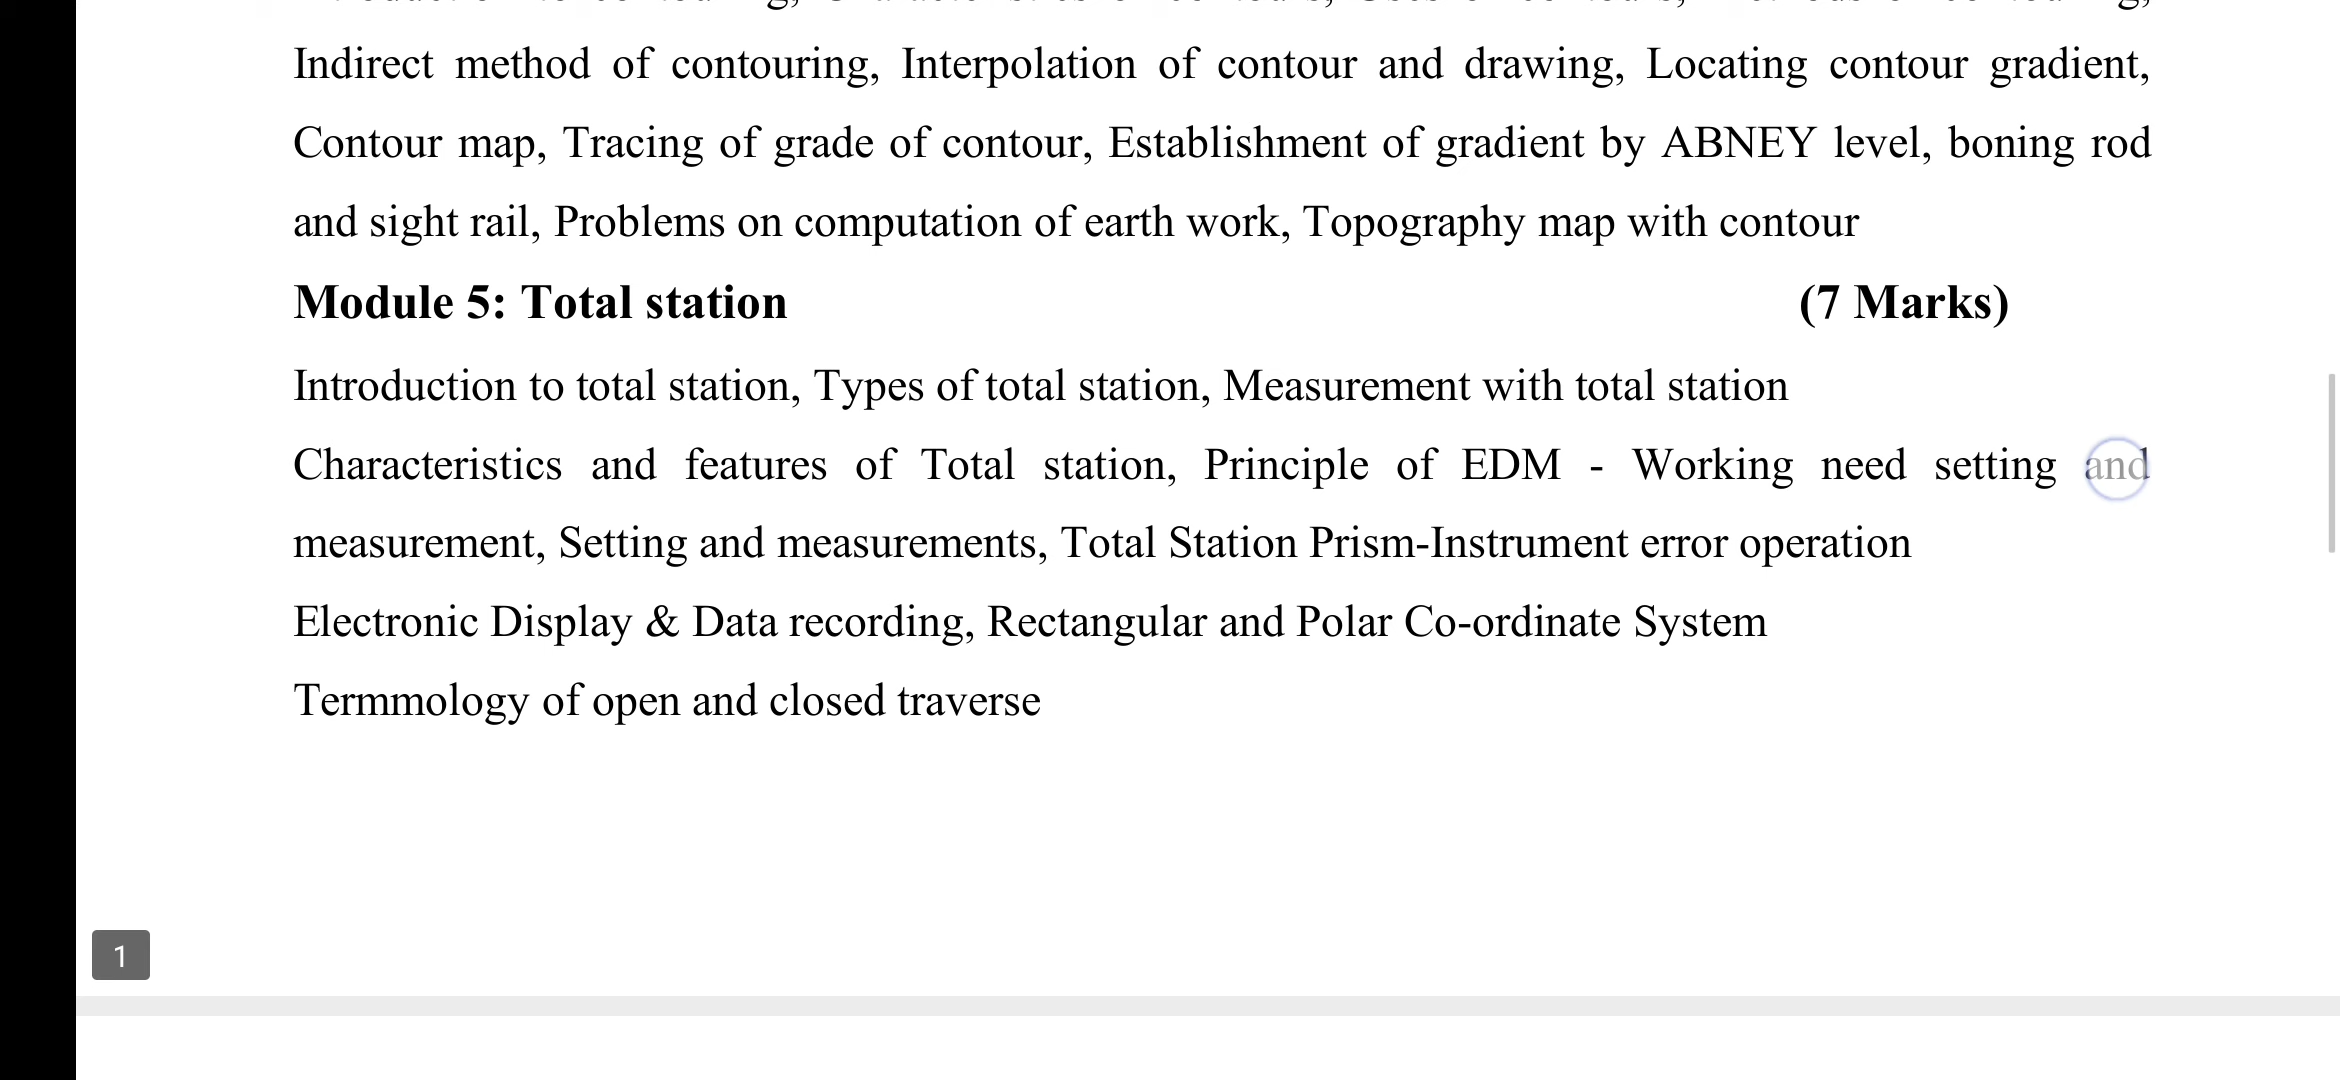 Indirect method of contouring, Interpolation of contour and drawing, Locating contour gradient,
Contour map, Tracing of grade of contour, Establishment of gradient by ABNEY level, boning rod
and sight rail, Problems on computation of earth work, Topography map with contour
Module 5: Total station (7 Marks)
Introduction to total station, Types of total station, Measurement with total station
Characteristics and features of Total station, Principle of EDM - Working need setting and
measurement, Setting and measurements, Total Station Prism-Instrument error operation
Electronic Display & Data recording, Rectangular and Polar Co-ordinate System
Termmology of open and closed traverse
1